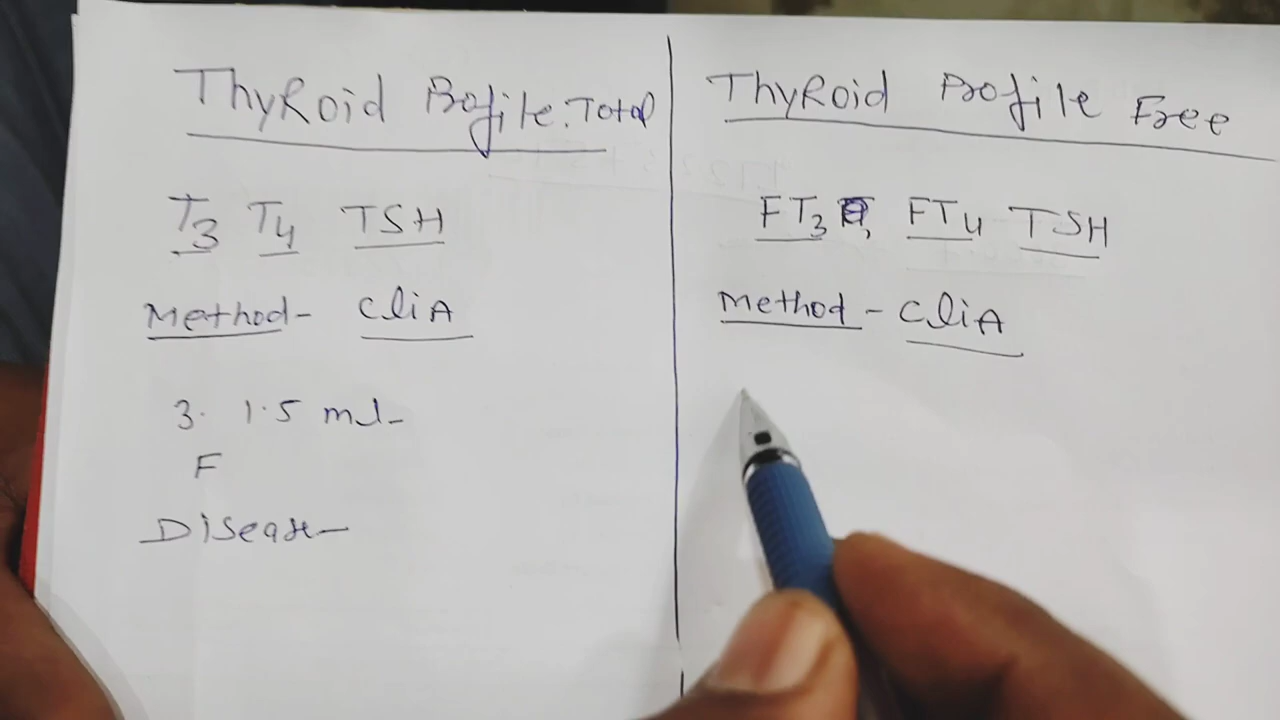 ThyRoid Profile.Total
T3 T4 TSH
Method- CliA
3. 1.5 ml-
F
Disease-
ThyRoid Profile Free
FT3, FT4 TSH
Method - CliA